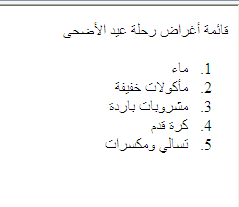 قائمة أغراض رحلة عيد الأضحى
1. ماء
2. مأكولات خفيفة
3. مشروبات باردة
4. كرة قدم
5. تسالي ومكسرات